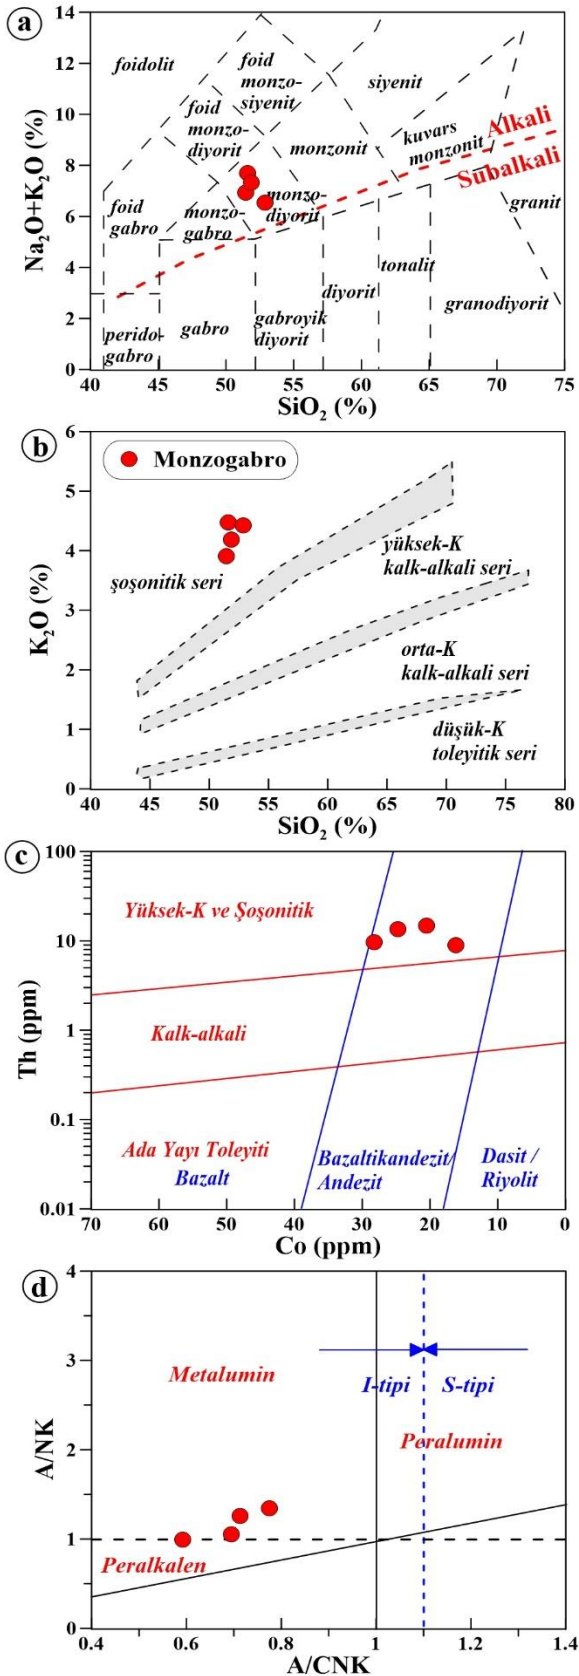 a
14
12
10
8
6
4
2
0
Na₂O+K₂O (%)
foidolit
foid
monzo-
siyenit
siyenit
foid
monzo-
diyorit
monzonit
kuvars
monzonit
Alkali
Subalkali
foid
gabro
monzo-
gabro
monzo-
diyorit
granit
perido-
gabro
gabro
gabroyik
diyorit
diyorit
tonalit
granodiyorit
40 45 50 55 60 65 70 75
SiO₂ (%)
b
Monzogabro
6
5
4
3
2
1
0
K₂O (%)
şoşonitik seri
yüksek-K
kalk-alkali seri
orta-K
kalk-alkali seri
düşük-K
toleyitik seri
40 45 50 55 60 65 70 75 80
SiO₂ (%)
c
100
10
1
0.1
0.01
Th (ppm)
Yüksek-K ve Şoşonitik
Kalk-alkali
Ada Yayı Toleyiti
Bazalt
Bazaltikandezit/
Andezit
Dasit /
Riyolit
70 60 50 40 30 20 10 0
Co (ppm)
d
4
3
2
1
0
A/NK
Metalumin
I-tipi
S-tipi
Peralumin
Peralkalen
0.4 0.6 0.8 1 1.2 1.4
A/CNK